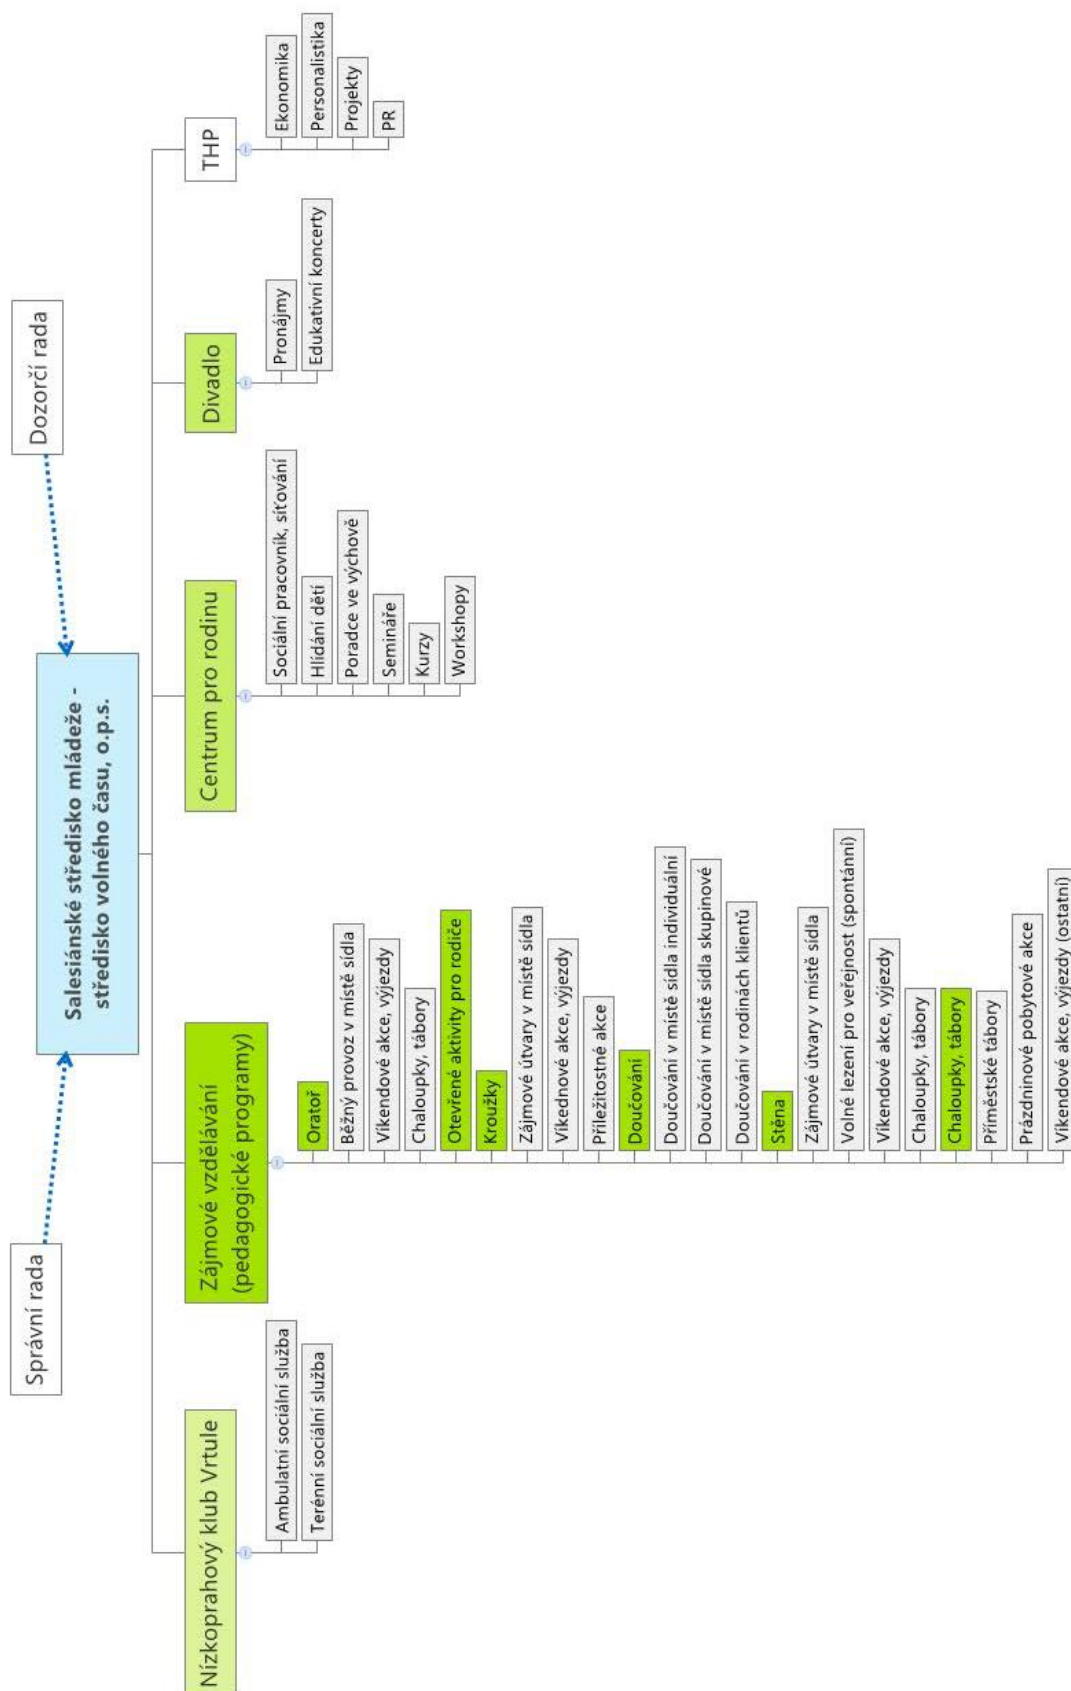 Správní rada
Dozorčí rada
Salesiánské středisko mládeže -
středisko volného času, o.p.s.
Nízkoprahový klub Vrtule
Ambulatní sociální služba
Terénní sociální služba
Zájmové vzdělávání
(pedagogické programy)
Oratoř
Běžný provoz v místě sídla
Víkendové akce, výjezdy
Chaloupky, tábory
Otevřené aktivity pro rodiče
Kroužky
Zájmové útvary v místě sídla
Víkednové akce, výjezdy
Příležitostné akce
Doučování
Doučování v místě sídla individuální
Doučování v místě sídla skupinové
Doučování v rodinách klientů
Stěna
Zájmové útvary v místě sídla
Volné lezení pro veřejnost (spontánní)
Víkendové akce, výjezdy
Chaloupky, tábory
Chaloupky, tábory
Příměstské tábory
Prázdninové pobytové akce
Víkendové akce, výjezdy (ostatní)
Centrum pro rodinu
Sociální pracovník, síťování
Hlídání dětí
Poradce ve výchově
Semináře
Kurzy
Workshopy
Divadlo
Pronájmy
Edukativní koncerty
THP
Ekonomika
Personalistika
Projekty
PR